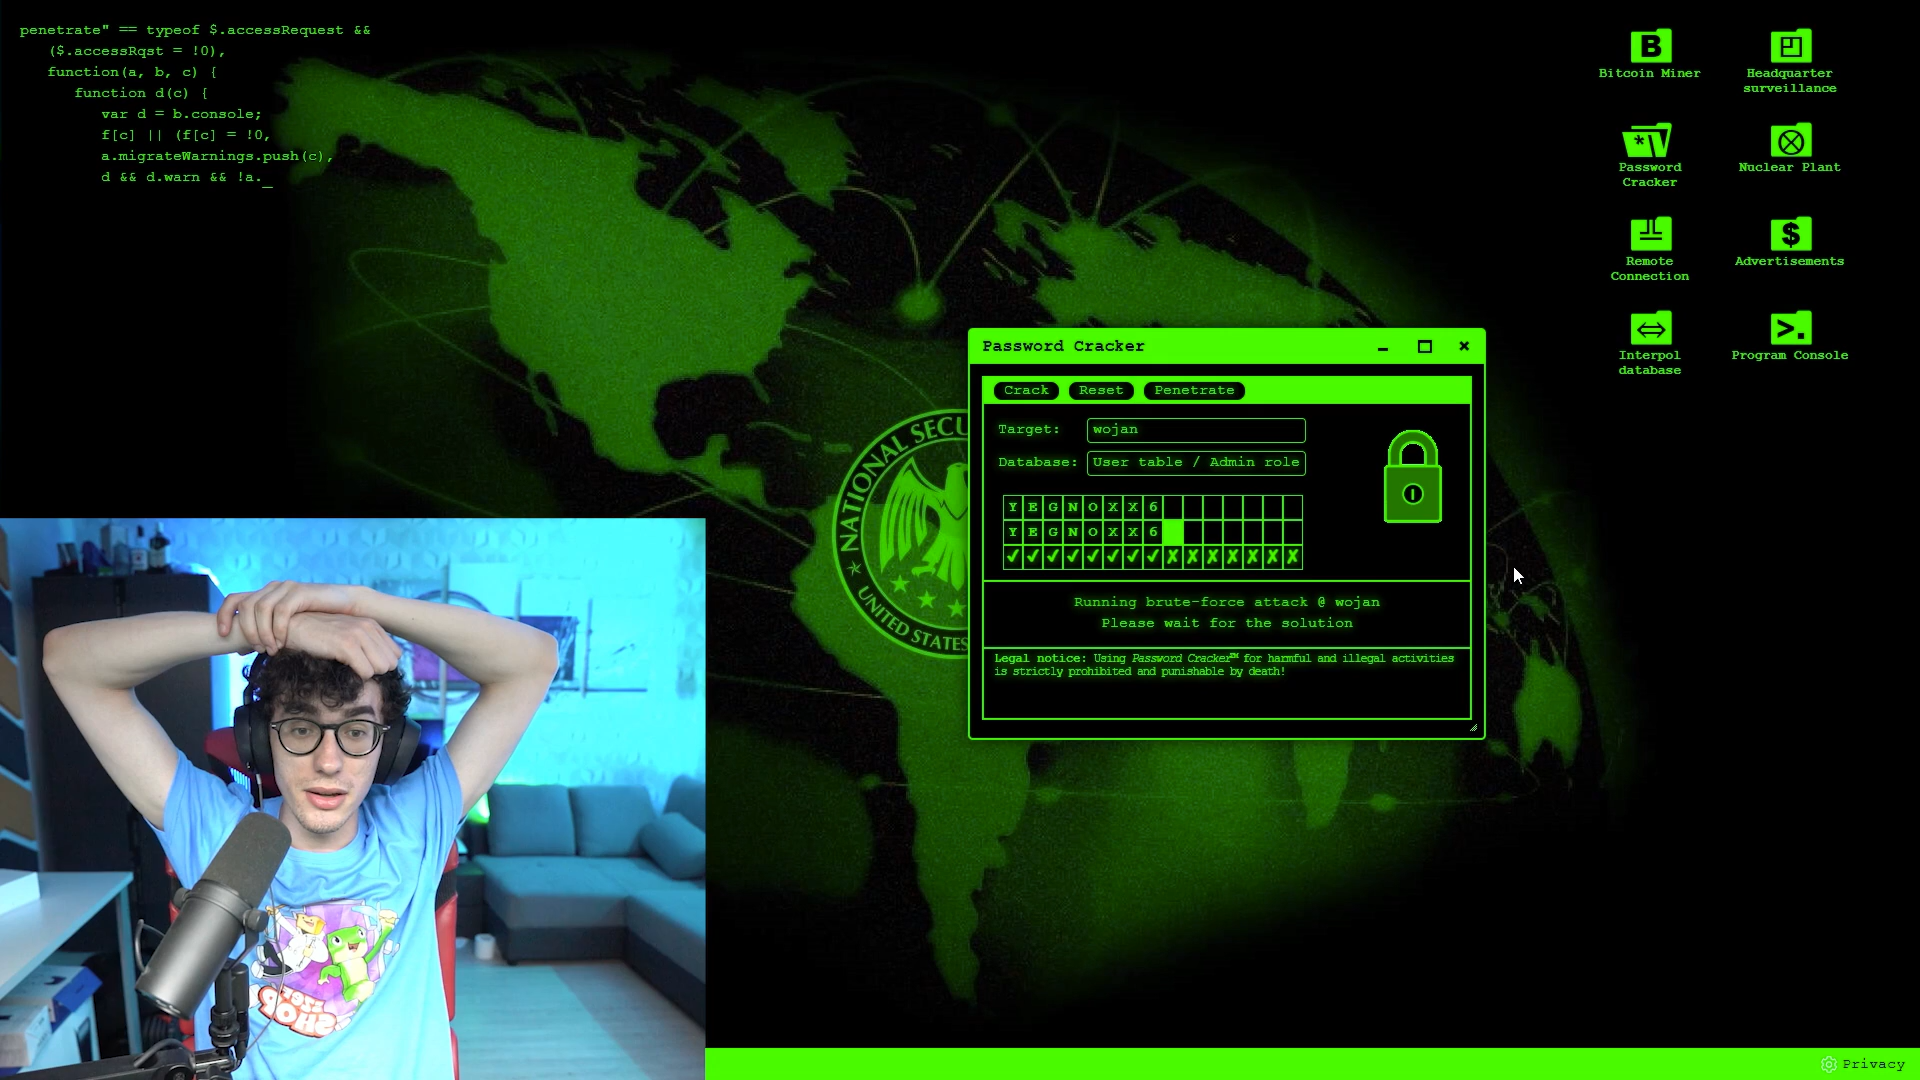 penetrate" == typeof $.accessRequest &&
($.accessRqst = !0),
function(a, b, c) {
function d(c) {
var d = b.console;
f[c] || (f[c] = !0,
a.migrateWarnings.push(c),
d && d.warn && !a._
B
Bitcoin Miner
Headquarter
surveillance
Password
Cracker
Nuclear Plant
Remote
Connection
$
Advertisements
Interpol
database
>.
Program Console
NATIONAL SECU
UNITED STATES
Password Cracker
Crack Reset Penetrate
Target: wojan
Database: User table / Admin role
Y E G N O X X 6
Y E G N O X X 6
✓ ✓ ✓ ✓ ✓ ✓ ✓ ✓ ✗ ✗ ✗ ✗ ✗ ✗ ✗
Running brute-force attack @ wojan
Please wait for the solution
Legal notice: Using Password Cracker™ for harmful and illegal activities
is strictly prohibited and punishable by death!
Privacy